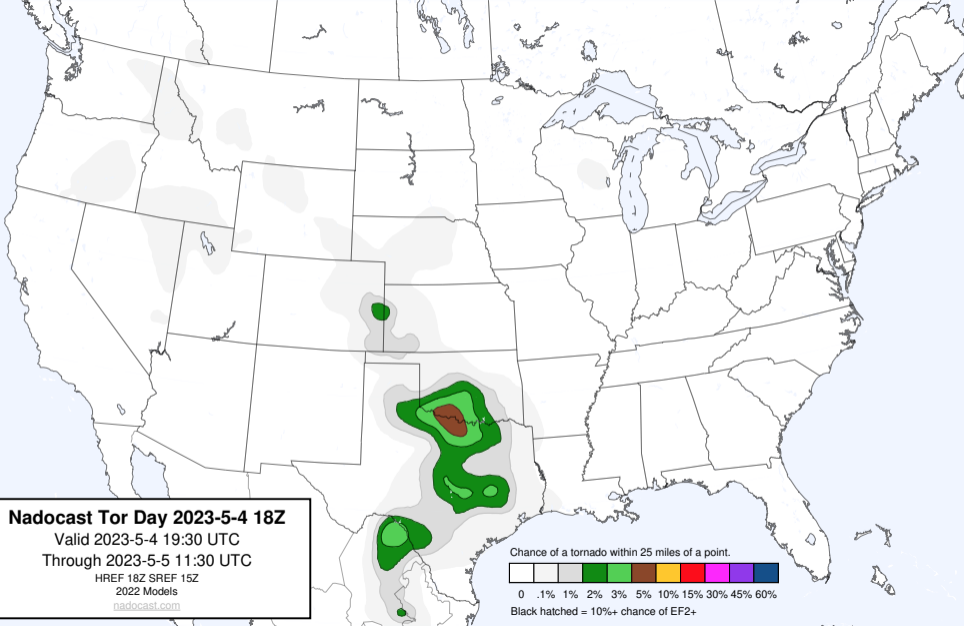 Nadocast Tor Day 2023-5-4 18Z
Valid 2023-5-4 19:30 UTC
Through 2023-5-5 11:30 UTC
HREF 18Z SREF 15Z
2022 Models
nadocast.com
Chance of a tornado within 25 miles of a point.
0 .1% 1% 2% 3% 5% 10% 15% 30% 45% 60%
Black hatched = 10%+ chance of EF2+